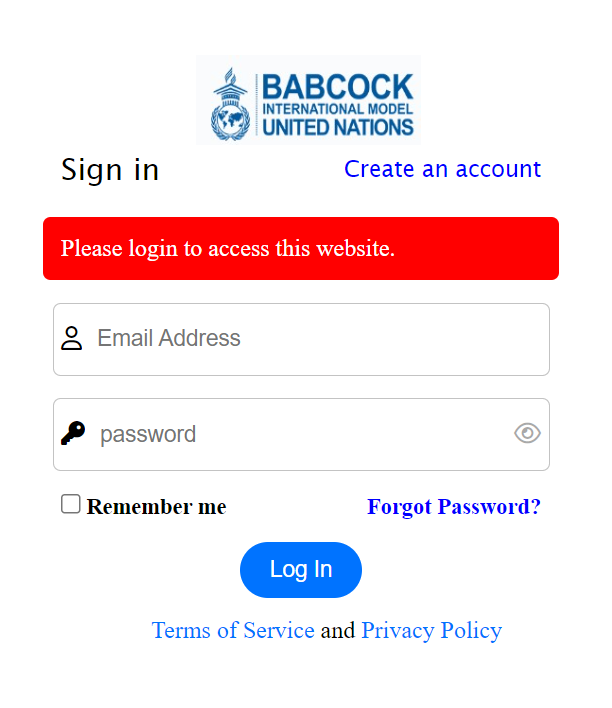 BABCOCK
INTERNATIONAL MODEL
UNITED NATIONS
Sign in
Create an account
Please login to access this website.
Email Address
password
Remember me
Forgot Password?
Log In
Terms of Service and Privacy Policy